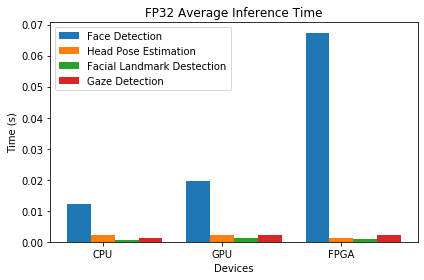 FP32 Average Inference Time
0.07
0.06
0.05
0.04
0.03
0.02
0.01
0.00
Time (s)
Face Detection
Head Pose Estimation
Facial Landmark Destection
Gaze Detection
CPU
GPU
FPGA
Devices